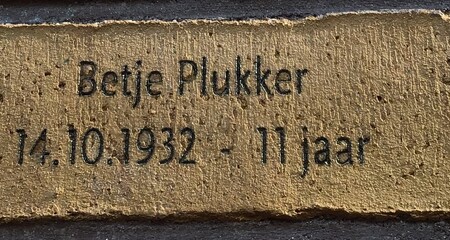 Betje Plukker
14.10.1932 - 11 jaar